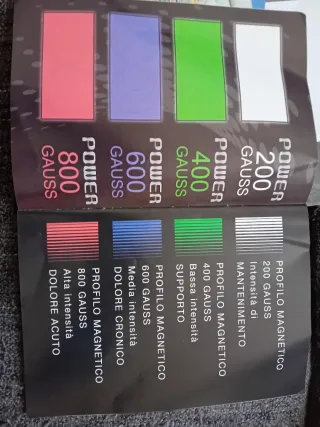 POWER
200
GAUSS
POWER
400
GAUSS
POWER
600
GAUSS
POWER
800
GAUSS
PROFILO MAGNETICO
200 GAUSS
Intensità di
MANTENIMENTO
PROFILO MAGNETICO
400 GAUSS
Bassa intensità
SUPPORTO
PROFILO MAGNETICO
600 GAUSS
Media intensità
DOLORE CRONICO
PROFILO MAGNETICO
800 GAUSS
Alta intensità
DOLORE ACUTO